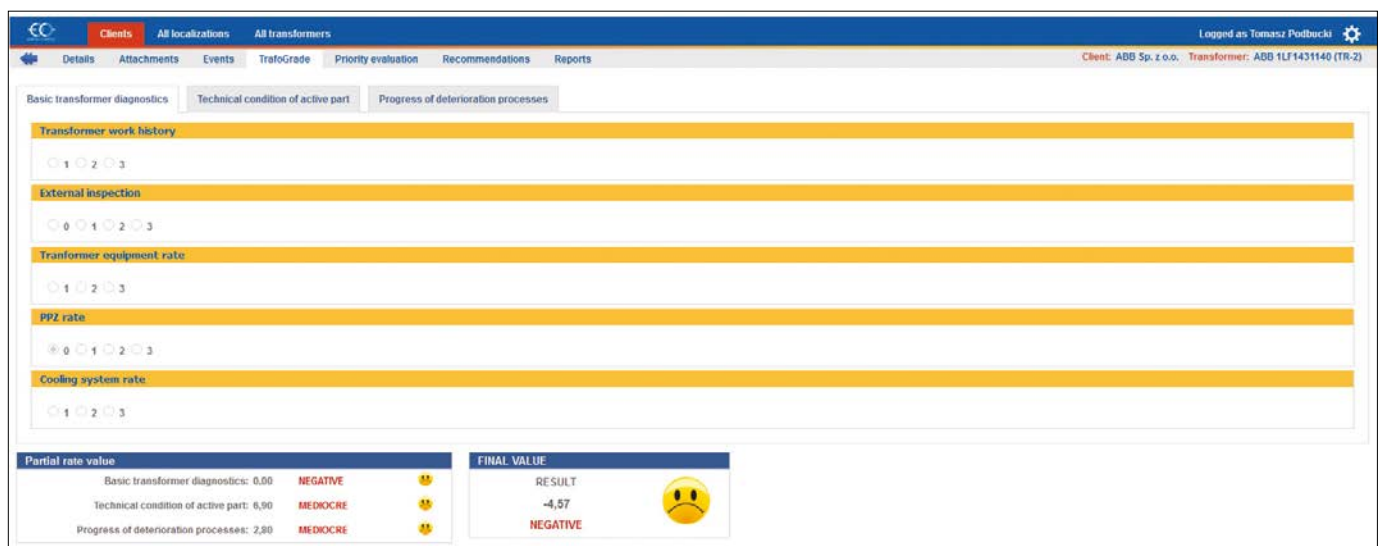 EC
Clients All localizations All transformers Logged as Tomasz Podbucki
Details Attachments Events TrafoGrade Priority evaluation Recommendations Reports Client: ABB Sp. z o.o. Transformer: ABB 1LF1431140 (TR-2)
Basic transformer diagnostics Technical condition of active part Progress of deterioration processes
Transformer work history
1 2 3
External inspection
0 1 2 3
Tranformer equipment rate
1 2 3
PPZ rate
0 1 2 3
Cooling system rate
1 2 3
Partial rate value FINAL VALUE
Basic transformer diagnostics: 0,00 NEGATIVE RESULT
Technical condition of active part: 6,90 MEDIOCRE -4,57
Progress of deterioration processes: 2,80 MEDIOCRE NEGATIVE